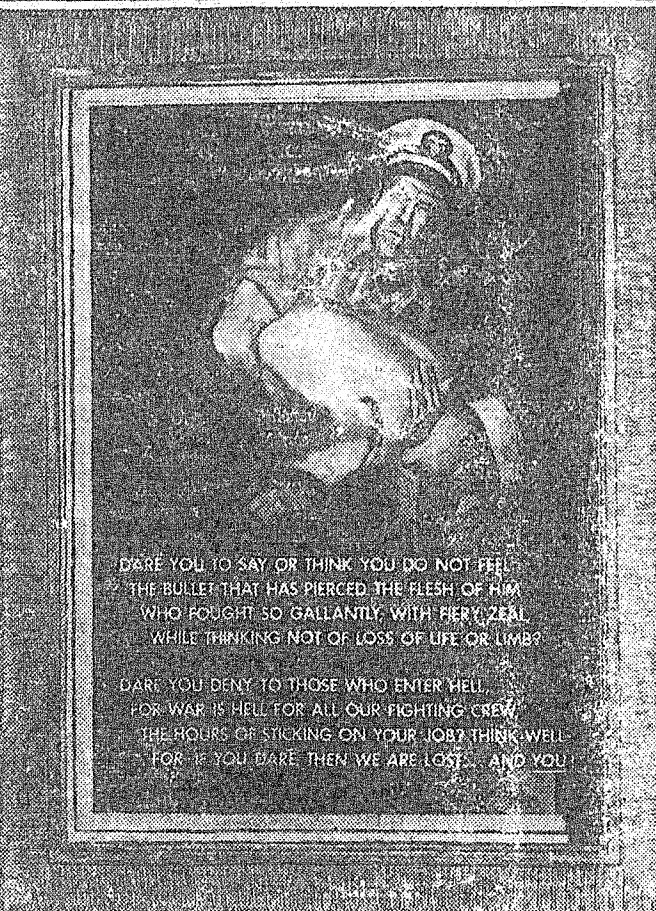 DARE YOU TO SAY OR THINK YOU DO NOT FEEL
THE BULLET THAT HAS PIERCED THE FLESH OF HIM
WHO FOUGHT SO GALLANTLY, WITH FIERY ZEAL,
WHILE THINKING NOT OF LOSS OF LIFE OR LIMB?
DARE YOU DENY TO THOSE WHO ENTER HELL,
FOR WAR IS HELL FOR ALL OUR FIGHTING CREW,
THE HOURS OF STICKING ON YOUR JOB? THINK WELL
FOR IF YOU DARE, THEN WE ARE LOST... AND YOU!